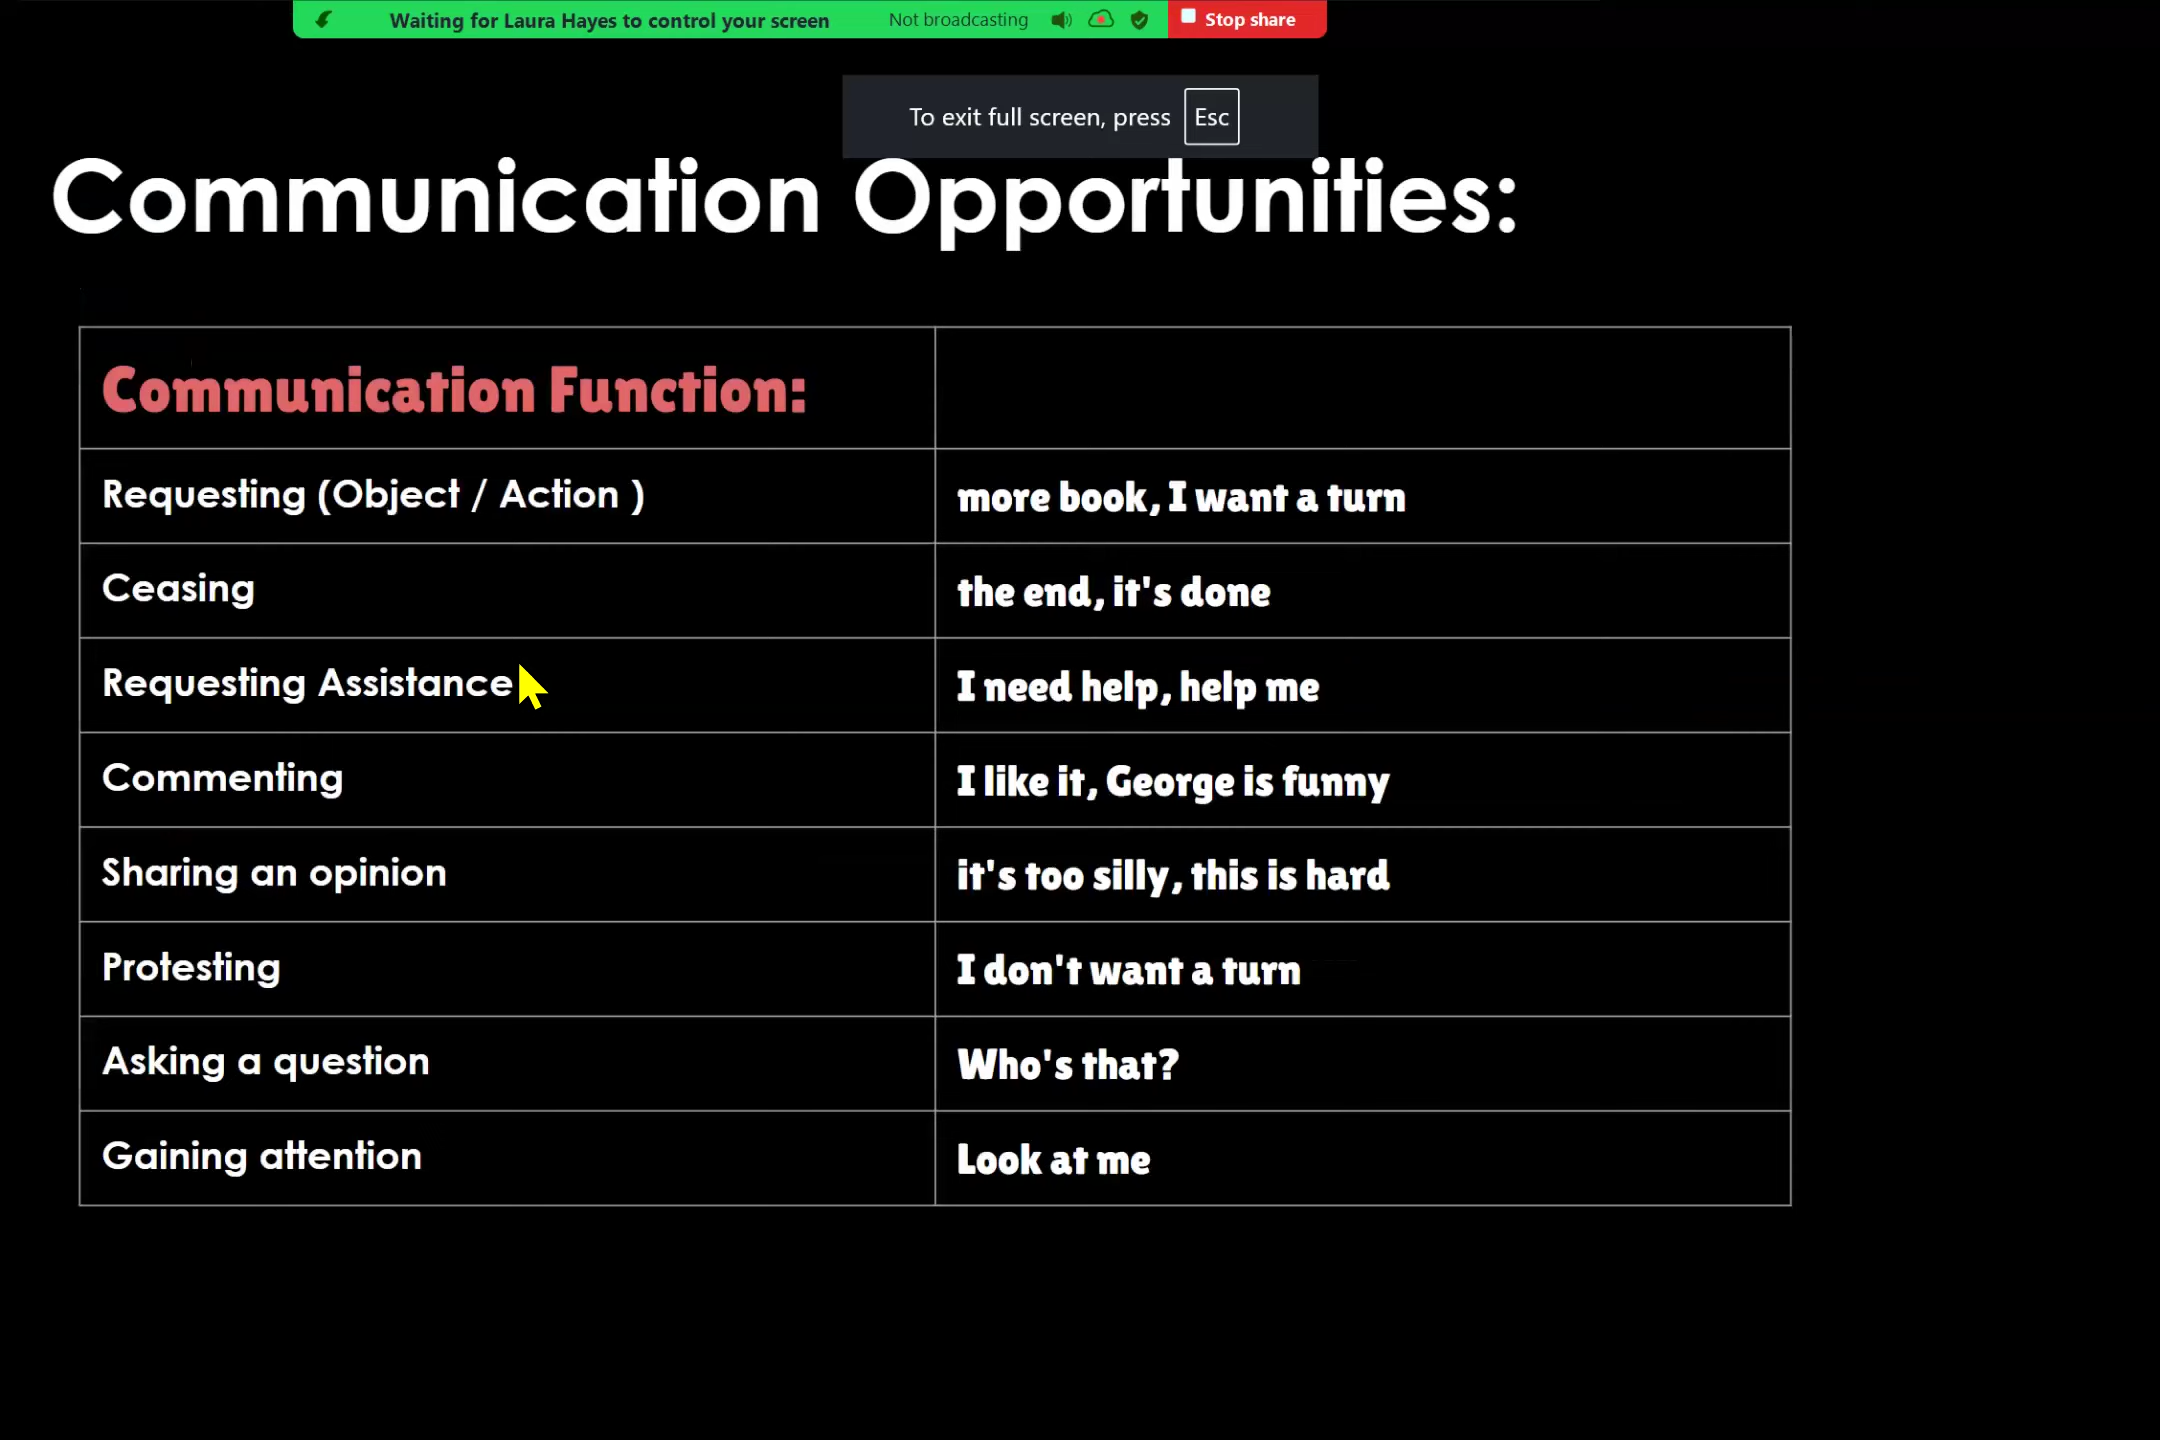 Waiting for Laura Hayes to control your screen Not broadcasting Stop share
To exit full screen, press Esc
Communication Opportunities:
Communication Function:
Requesting (Object / Action ) more book, I want a turn
Ceasing the end, it's done
Requesting Assistance I need help, help me
Commenting I like it, George is funny
Sharing an opinion it's too silly, this is hard
Protesting I don't want a turn
Asking a question Who's that?
Gaining attention Look at me